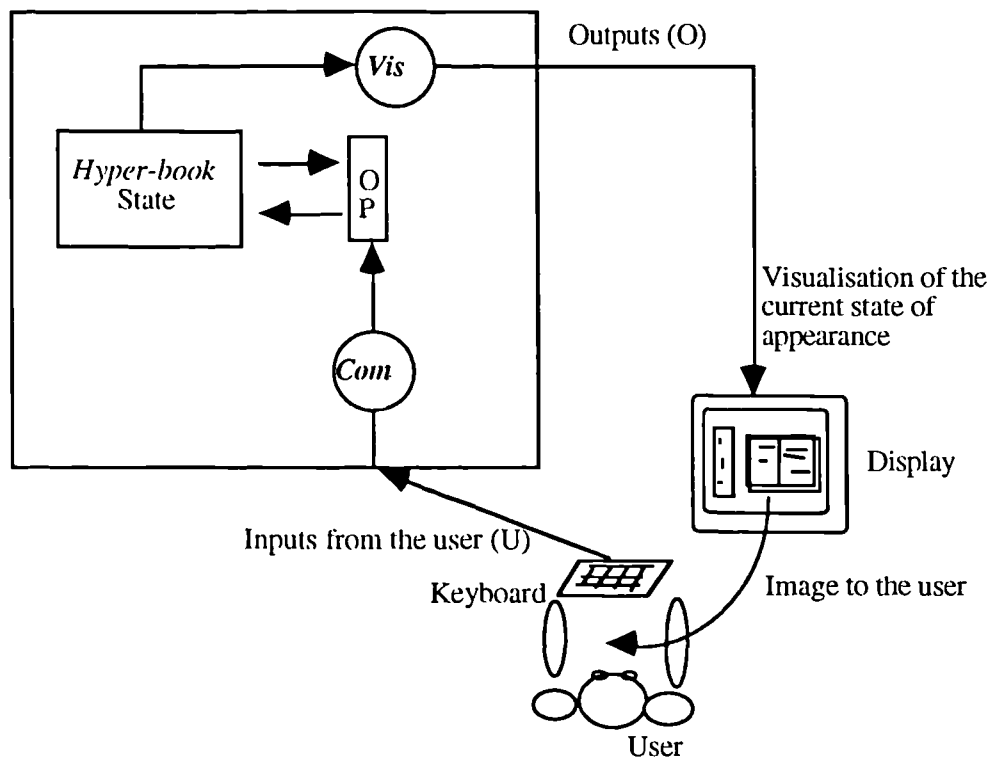 Outputs (O)
Vis
Hyper-book
State
O
P
Com
Visualisation of the
current state of
appearance
Display
Inputs from the user (U)
Keyboard
Image to the user
User